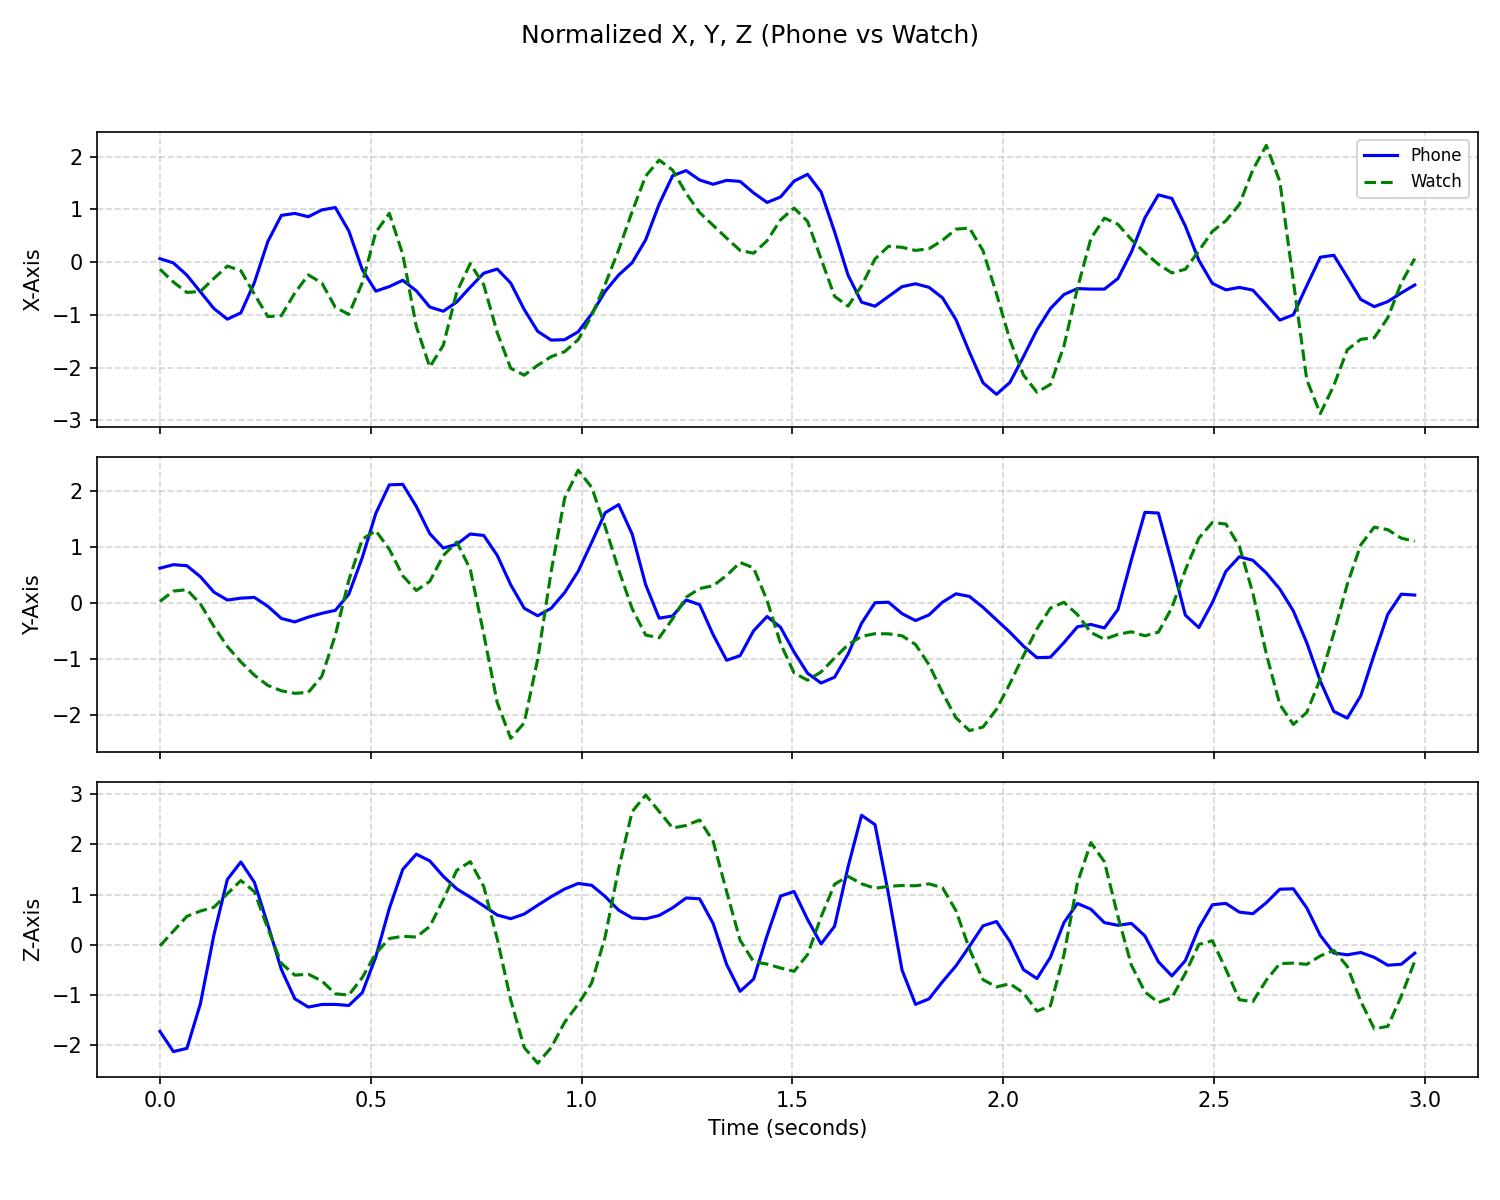 Normalized X, Y, Z (Phone vs Watch)
Phone
Watch
X-Axis
2
1
0
−1
−2
−3
Y-Axis
2
1
0
−1
−2
Z-Axis
3
2
1
0
−1
−2
0.0 0.5 1.0 1.5 2.0 2.5 3.0
Time (seconds)